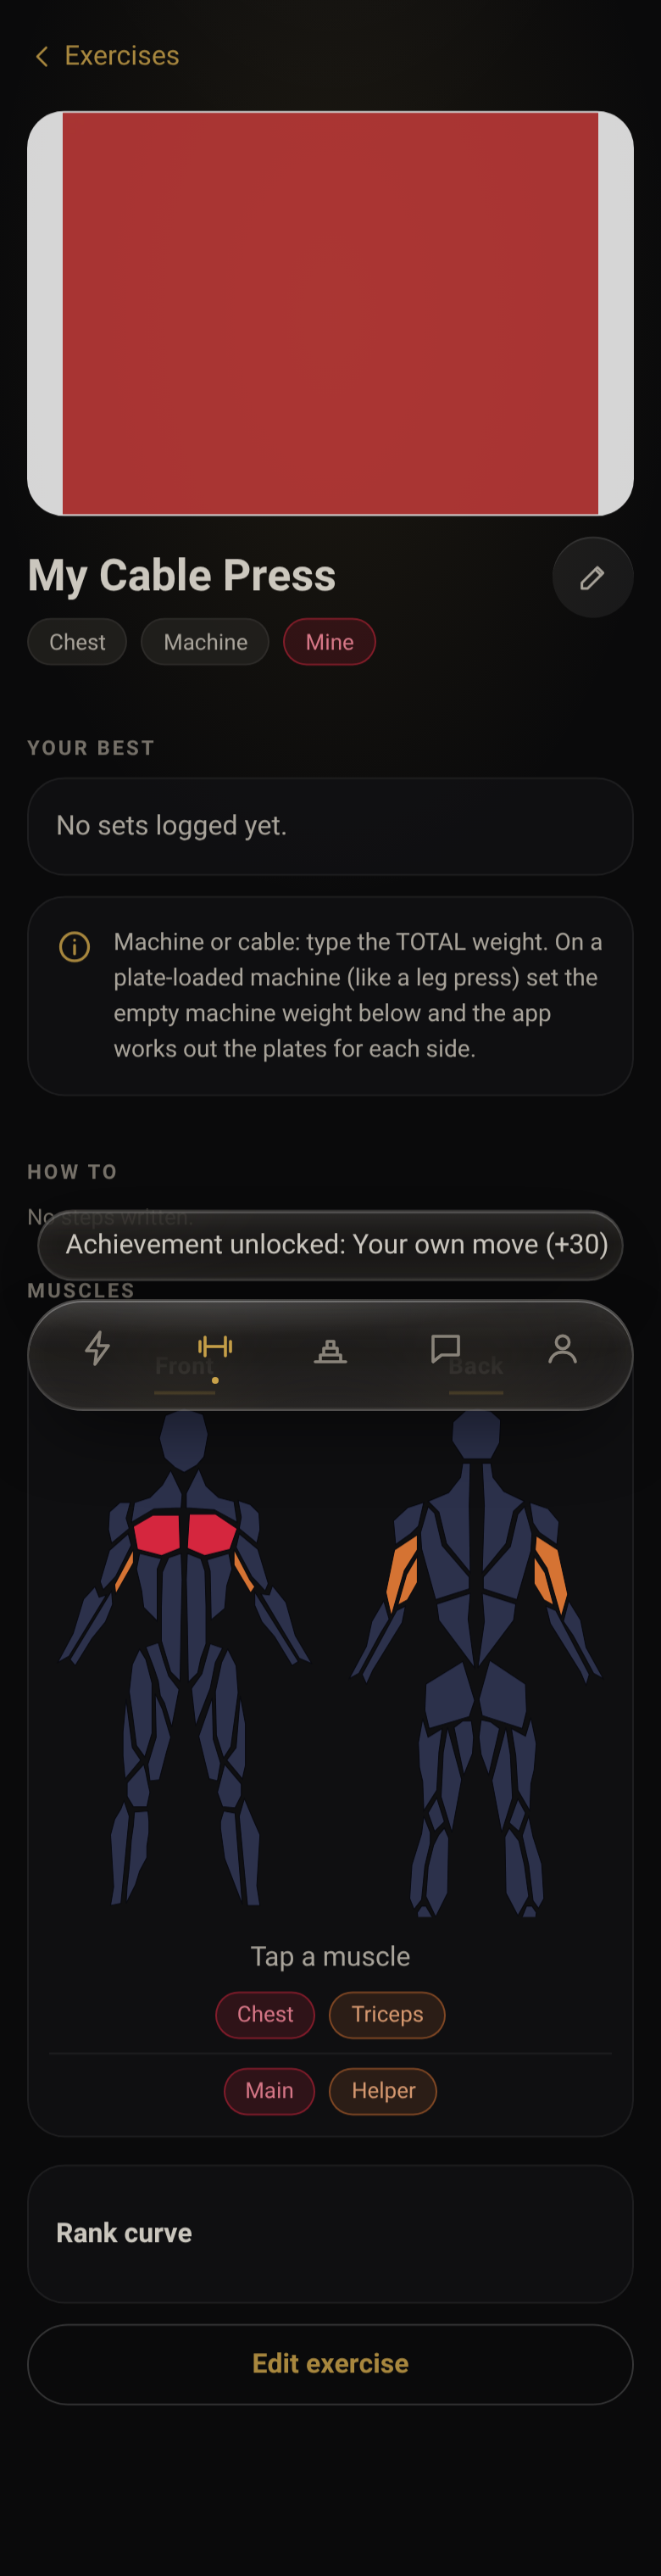 Exercises
My Cable Press
Chest
Machine
Mine
YOUR BEST
No sets logged yet.
Machine or cable: type the TOTAL weight. On a
plate-loaded machine (like a leg press) set the
empty machine weight below and the app
works out the plates for each side.
HOW TO
No steps written.
Achievement unlocked: Your own move (+30)
MUSCLES
Front
Back
Tap a muscle
Chest
Triceps
Main
Helper
Rank curve
Edit exercise